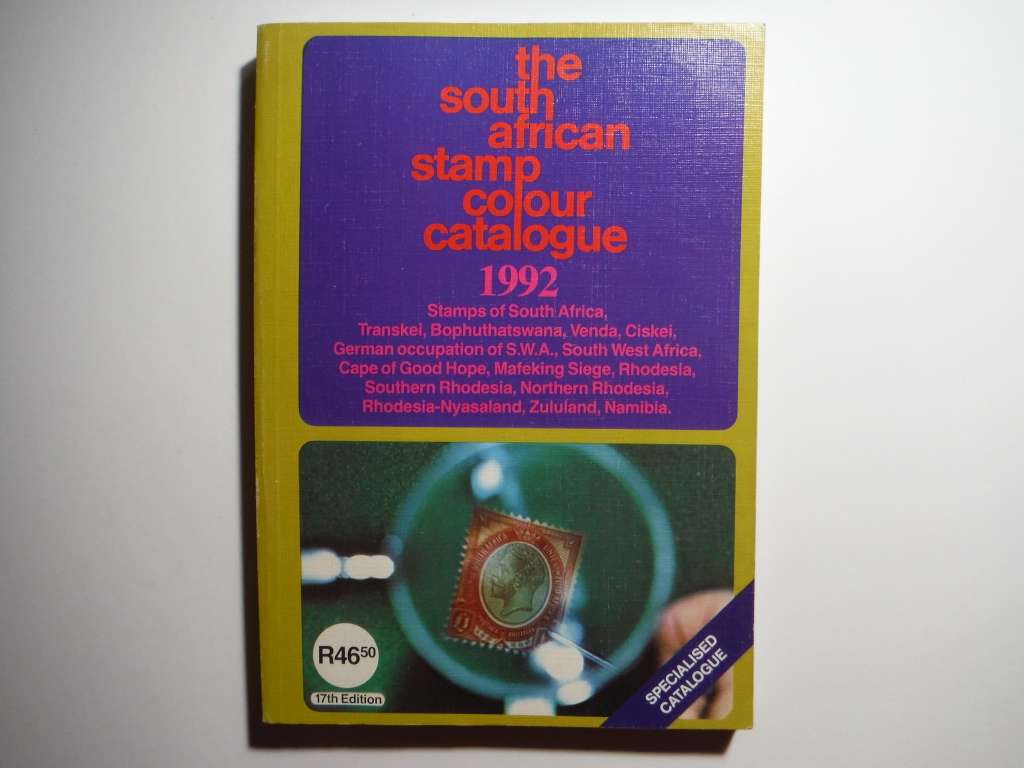 the
south
african
stamp
colour
catalogue
1992
Stamps of South Africa,
Transkei, Bophuthatswana, Venda, Ciskei,
German occupation of S.W.A., South West Africa,
Cape of Good Hope, Mafeking Siege, Rhodesia,
Southern Rhodesia, Northern Rhodesia,
Rhodesia-Nyasaland, Zululand, Namibia.
R46⁵⁰
17th Edition
SPECIALISED
CATALOGUE